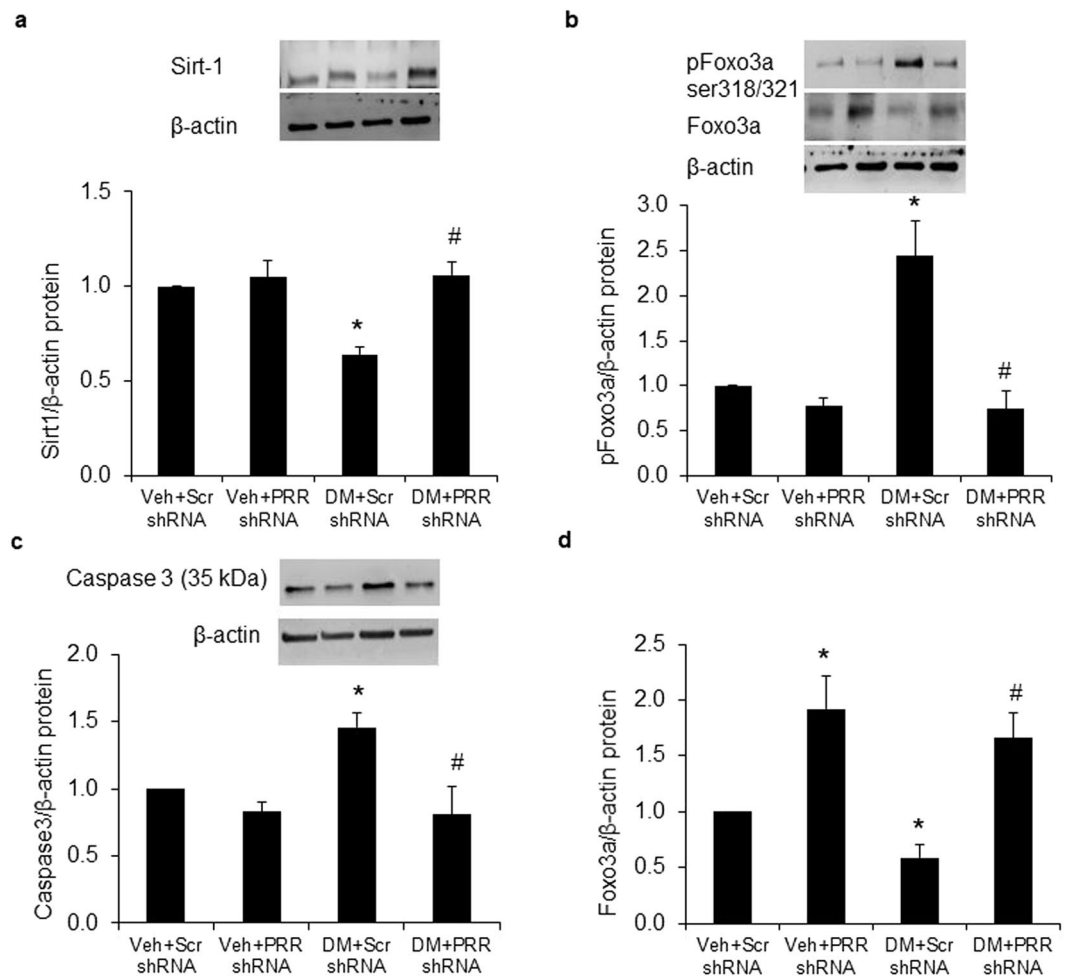 a
Sirt-1
β-actin
Sirt1/β-actin protein
1.5
1.0
0.5
0.0
#
*
Veh+Scr shRNA
Veh+PRR shRNA
DM+Scr shRNA
DM+PRR shRNA
b
pFoxo3a
ser318/321
Foxo3a
β-actin
pFoxo3a/β-actin protein
3.0
2.5
2.0
1.5
1.0
0.5
0.0
*
#
Veh+Scr shRNA
Veh+PRR shRNA
DM+Scr shRNA
DM+PRR shRNA
c
Caspase 3 (35 kDa)
β-actin
Caspase3/β-actin protein
2.0
1.5
1.0
0.5
0.0
*
#
Veh+Scr shRNA
Veh+PRR shRNA
DM+Scr shRNA
DM+PRR shRNA
d
Foxo3a/β-actin protein
2.5
2.0
1.5
1.0
0.5
0.0
*
*
#
Veh+Scr shRNA
Veh+PRR shRNA
DM+Scr shRNA
DM+PRR shRNA